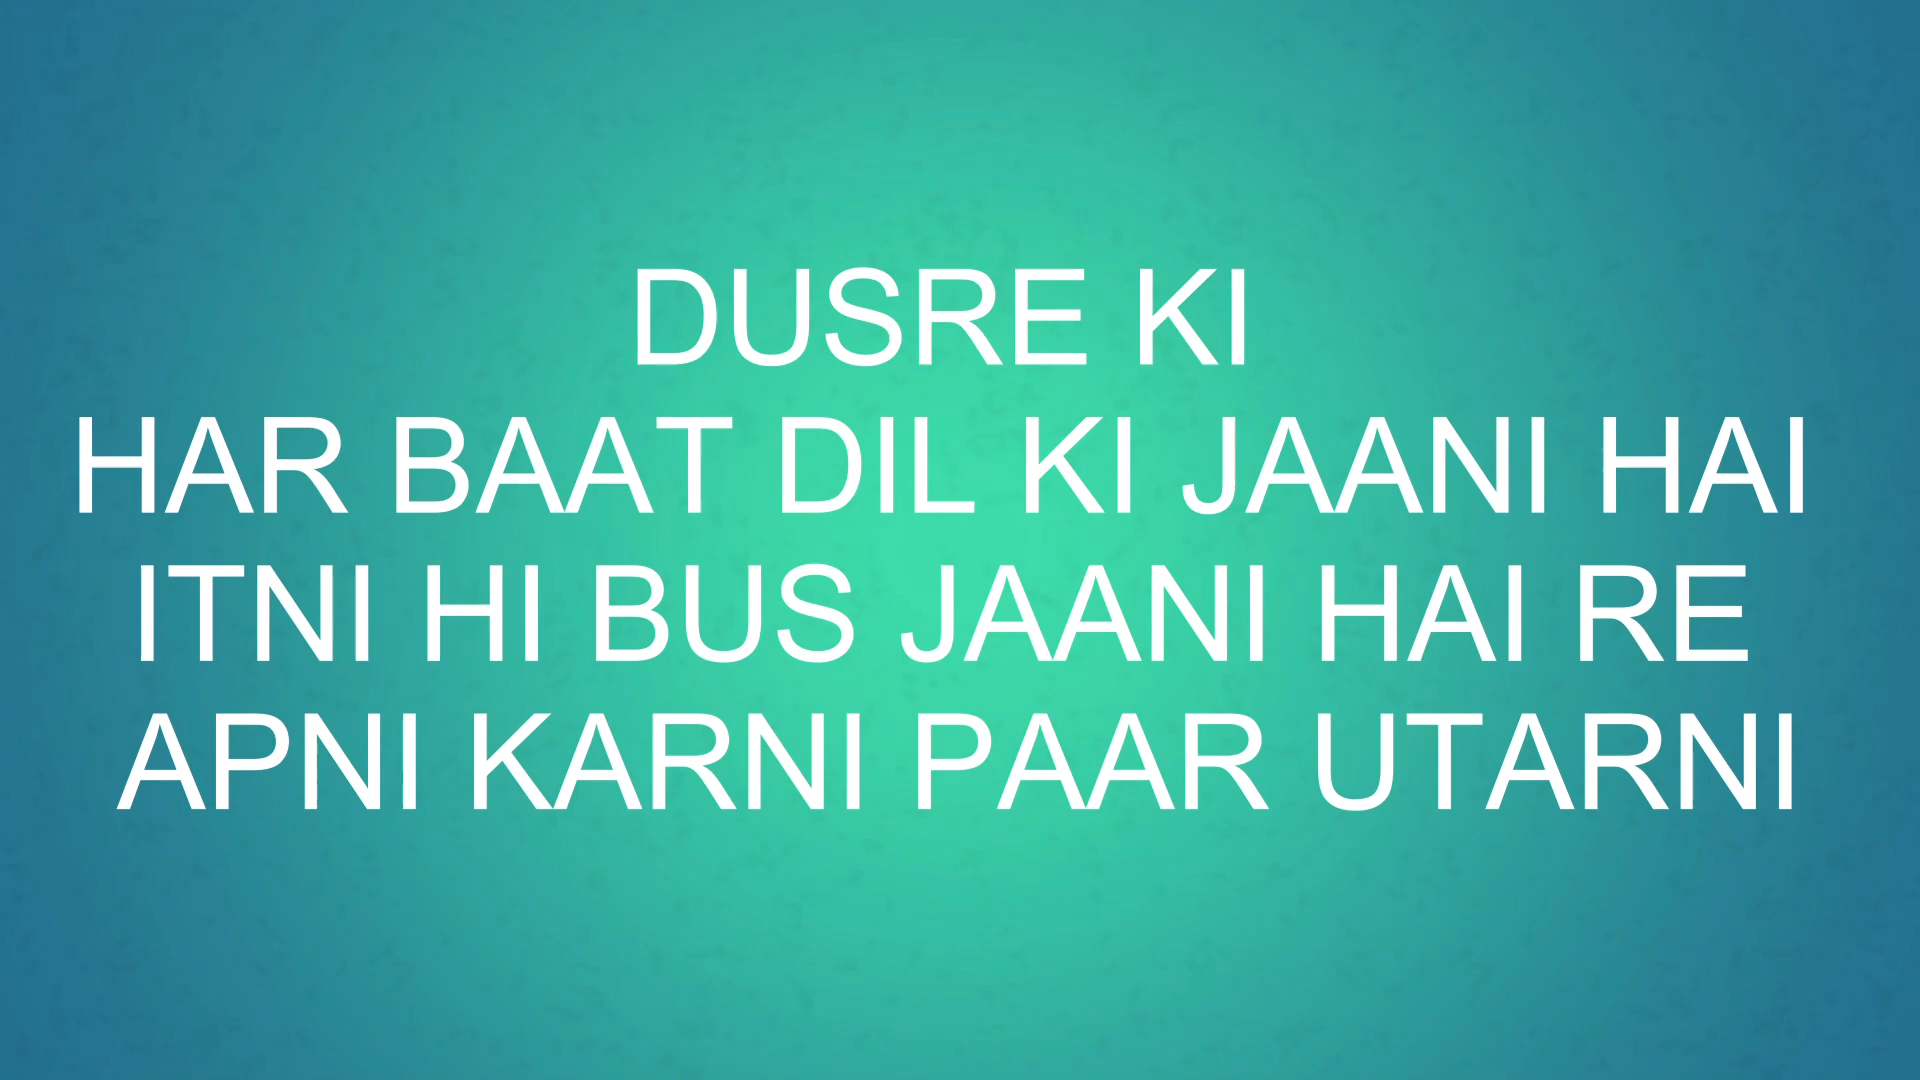 DUSRE KI
HAR BAAT DIL KI JAANI HAI
ITNI HI BUS JAANI HAI RE
APNI KARNI PAAR UTARNI